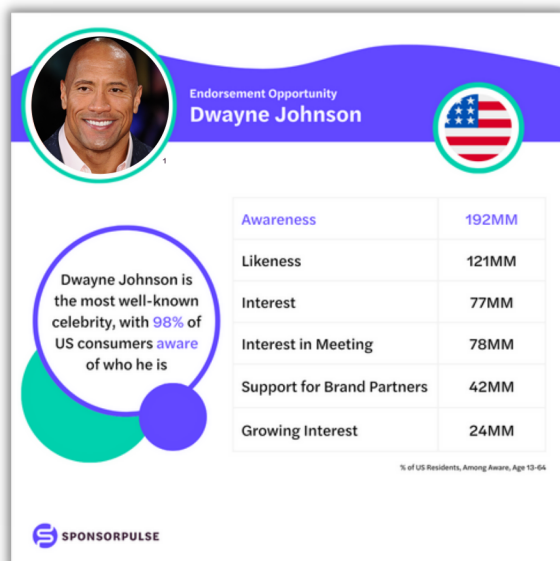 Endorsement Opportunity
Dwayne Johnson
1
Dwayne Johnson is
the most well-known
celebrity, with 98% of
US consumers aware
of who he is
Awareness 192MM
Likeness 121MM
Interest 77MM
Interest in Meeting 78MM
Support for Brand Partners 42MM
Growing Interest 24MM
% of US Residents, Among Aware, Age 13-64
SPONSORPULSE